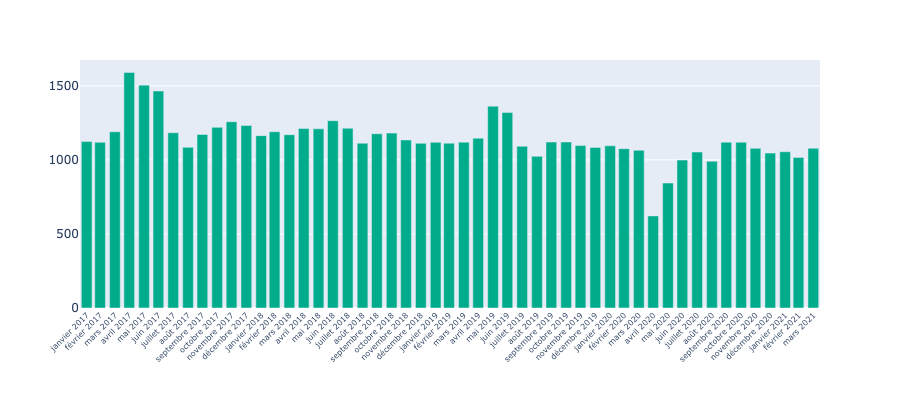 1500
1000
500
0
janvier 2017
février 2017
mars 2017
avril 2017
mai 2017
juin 2017
juillet 2017
août 2017
septembre 2017
octobre 2017
novembre 2017
décembre 2017
janvier 2018
février 2018
mars 2018
avril 2018
mai 2018
juin 2018
juillet 2018
août 2018
septembre 2018
octobre 2018
novembre 2018
décembre 2018
janvier 2019
février 2019
mars 2019
avril 2019
mai 2019
juin 2019
juillet 2019
août 2019
septembre 2019
octobre 2019
novembre 2019
décembre 2019
janvier 2020
février 2020
mars 2020
avril 2020
mai 2020
juin 2020
juillet 2020
août 2020
septembre 2020
octobre 2020
novembre 2020
décembre 2020
janvier 2021
février 2021
mars 2021